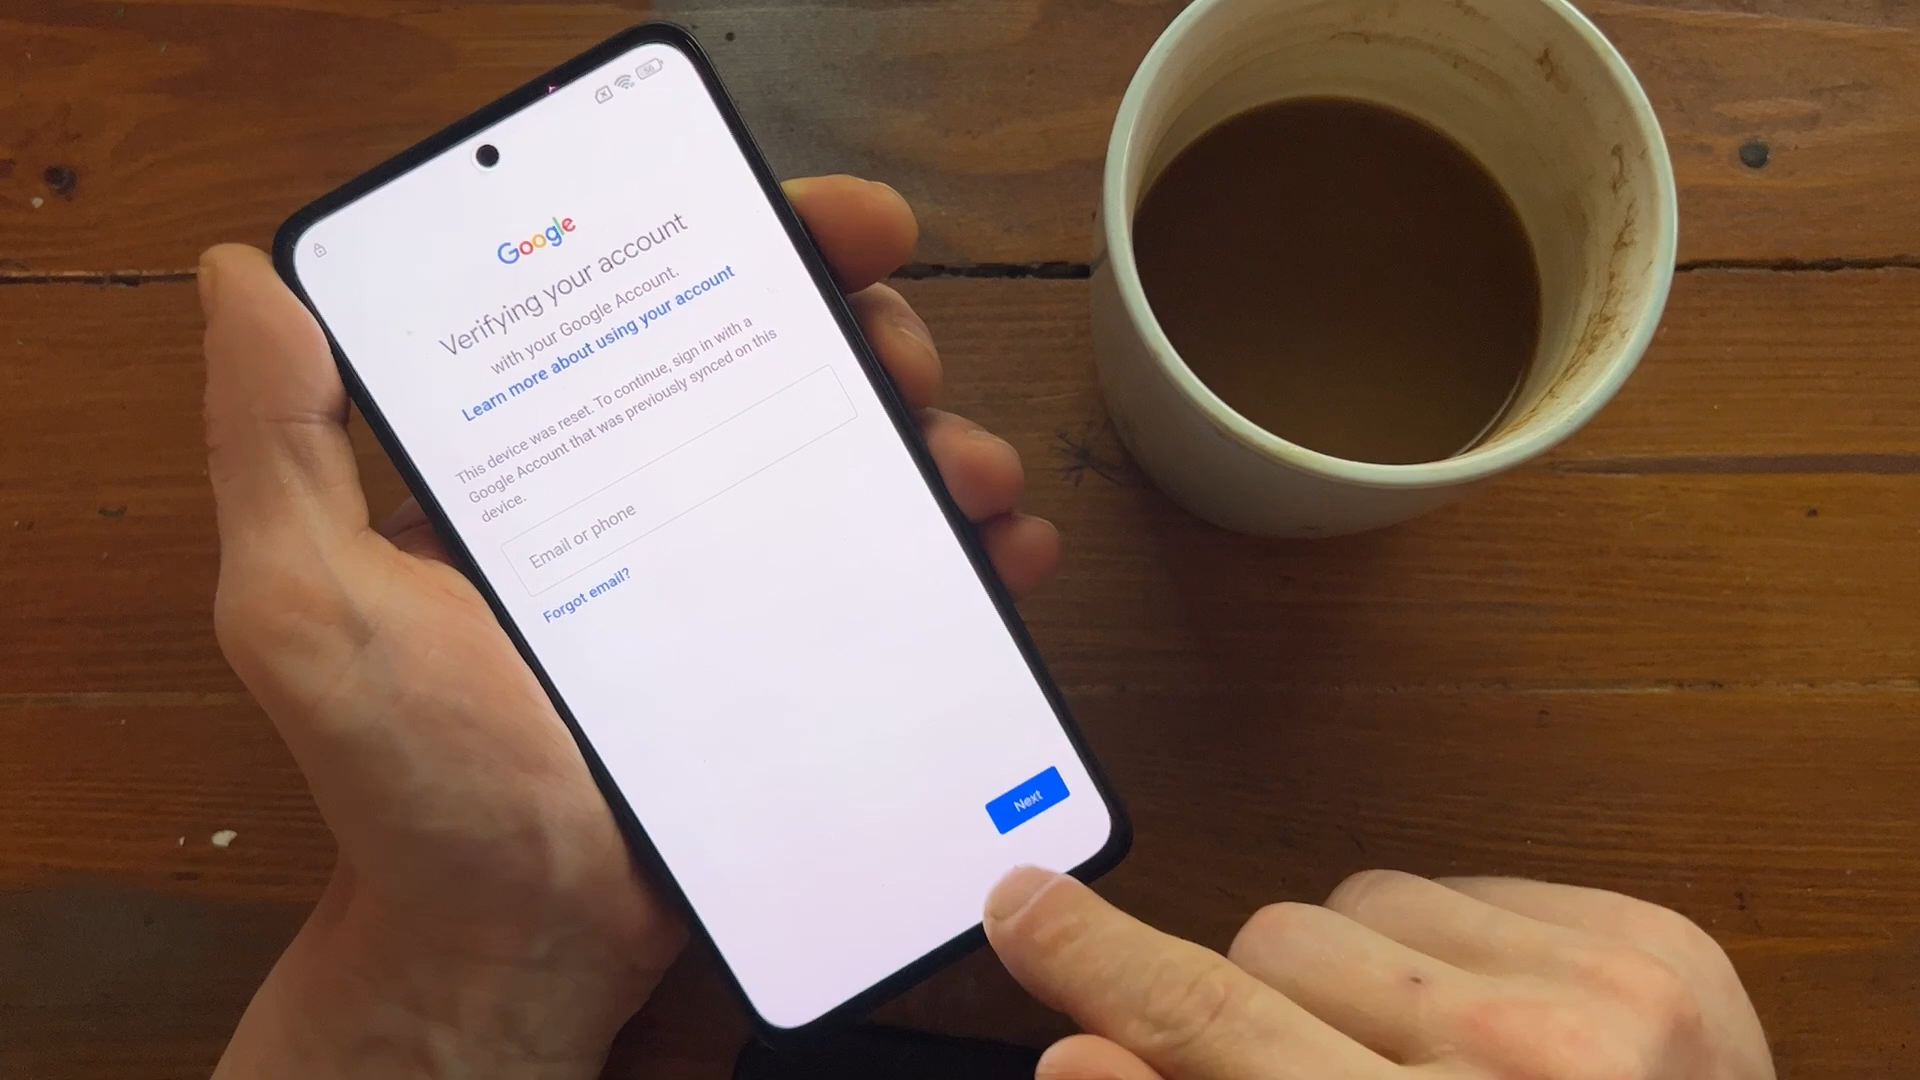 56
Google
Verifying your account
with your Google Account.
Learn more about using your account
This device was reset. To continue, sign in with a
Google Account that was previously synced on this
device.
Email or phone
Forgot email?
Next